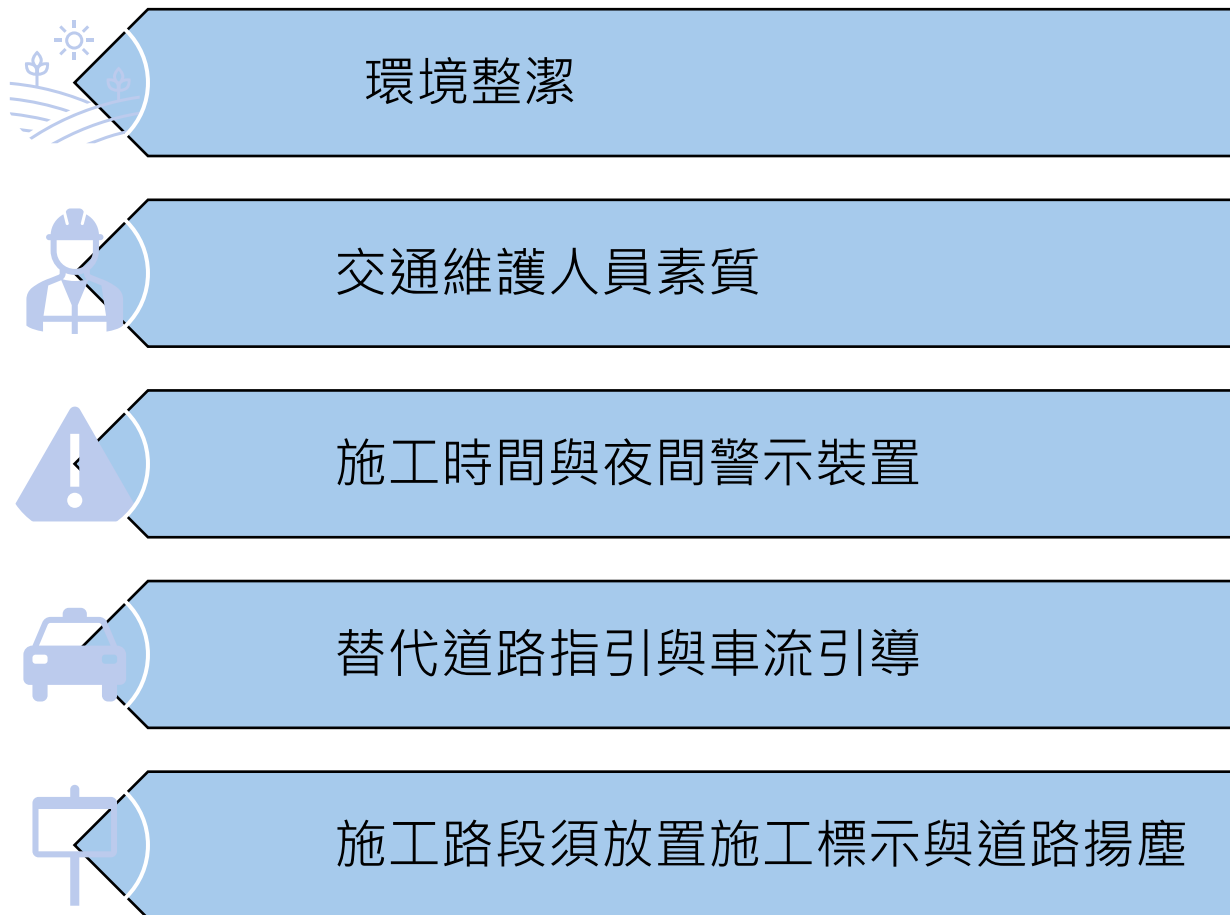 環境整潔
交通維護人員素質
施工時間與夜間警示裝置
替代道路指引與車流引導
施工路段須放置施工標示與道路揚塵